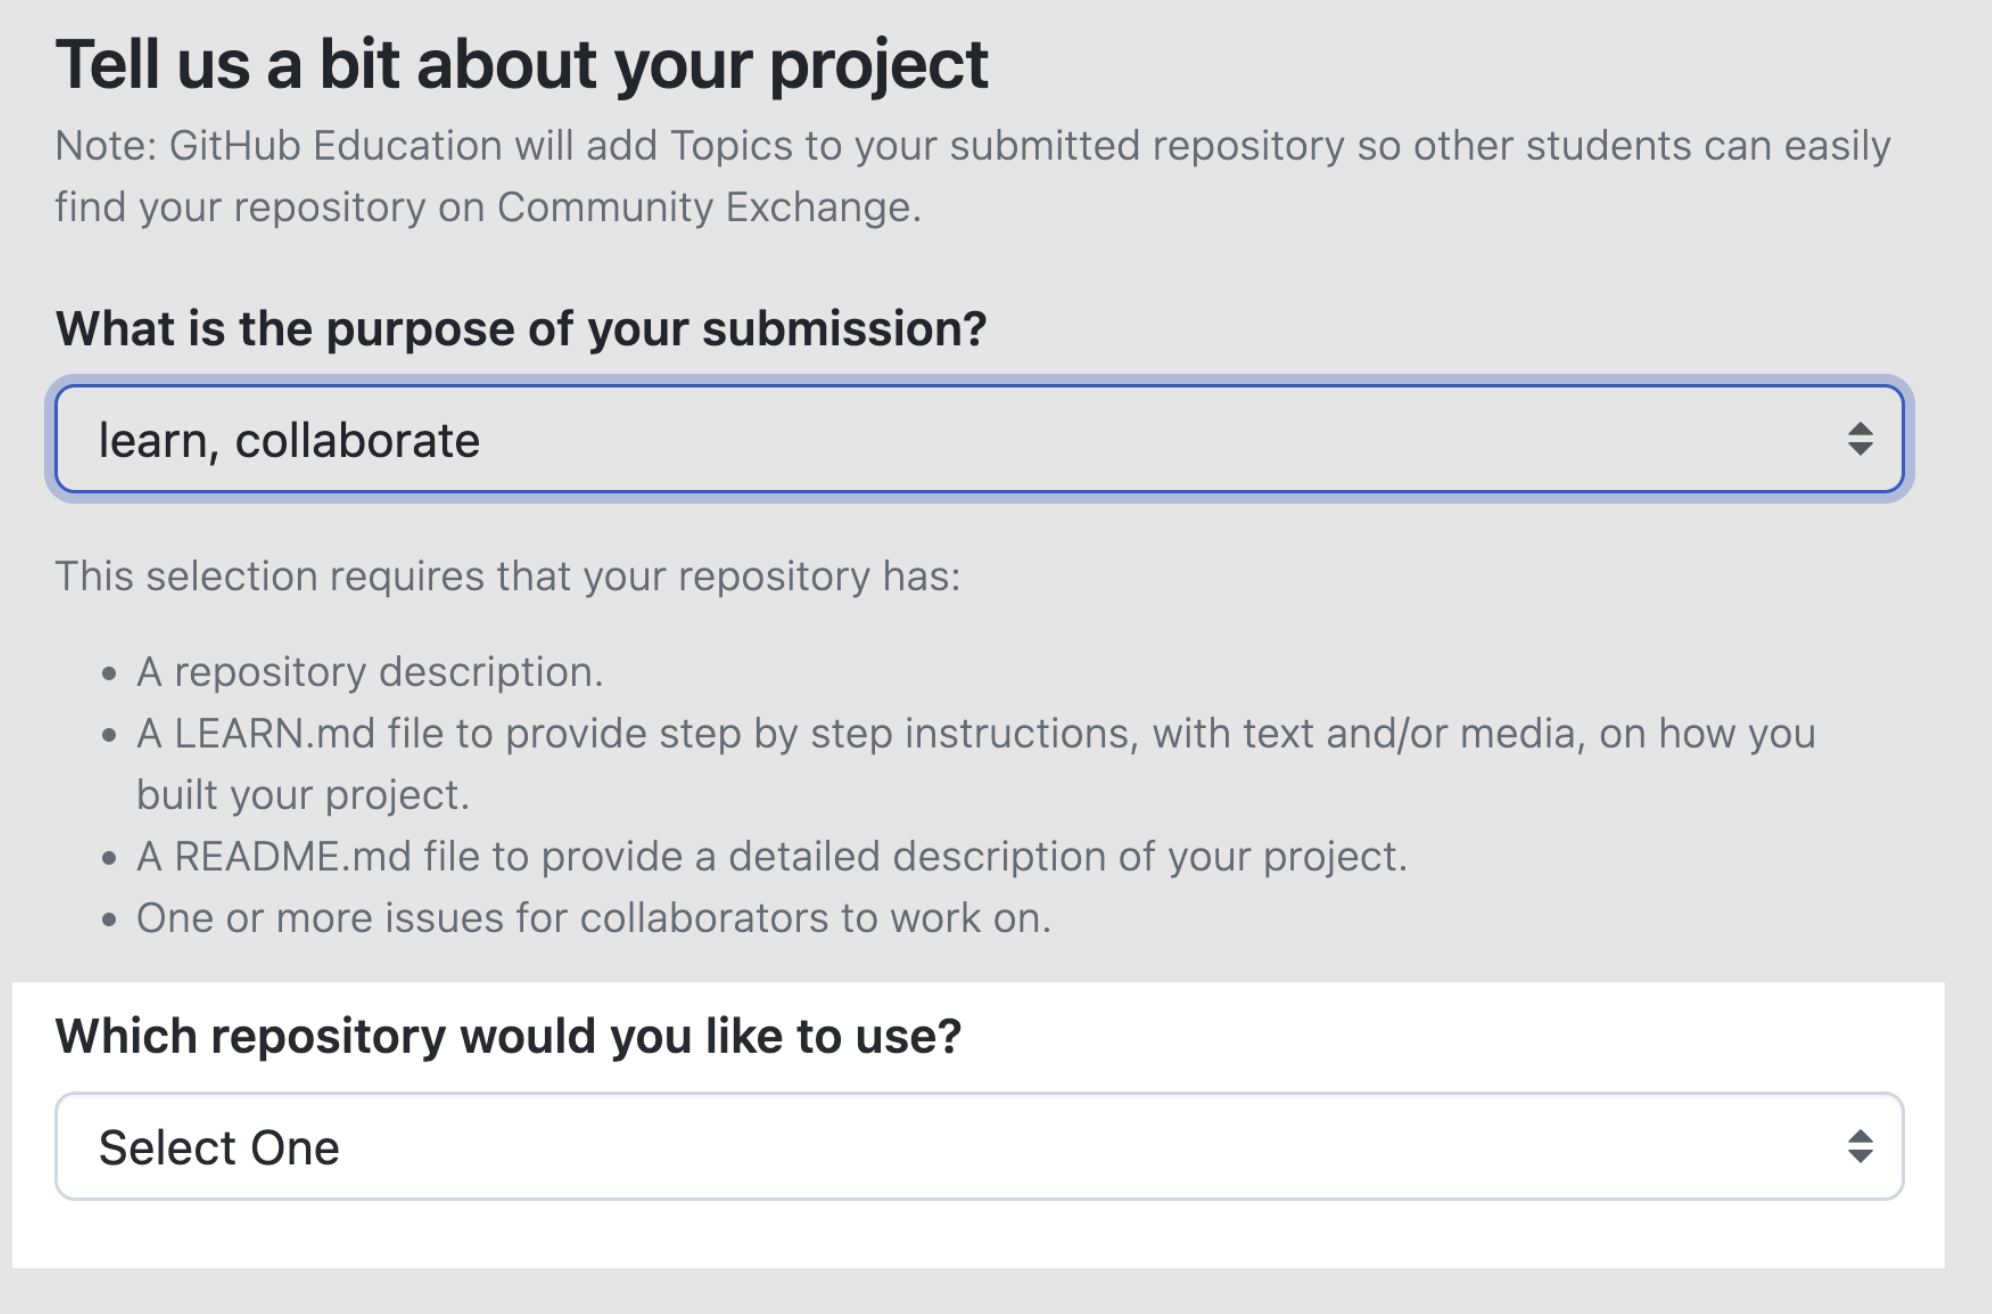 Tell us a bit about your project
Note: GitHub Education will add Topics to your submitted repository so other students can easily
find your repository on Community Exchange.
What is the purpose of your submission?
learn, collaborate
This selection requires that your repository has:
• A repository description.
• A LEARN.md file to provide step by step instructions, with text and/or media, on how you
built your project.
• A README.md file to provide a detailed description of your project.
• One or more issues for collaborators to work on.
Which repository would you like to use?
Select One